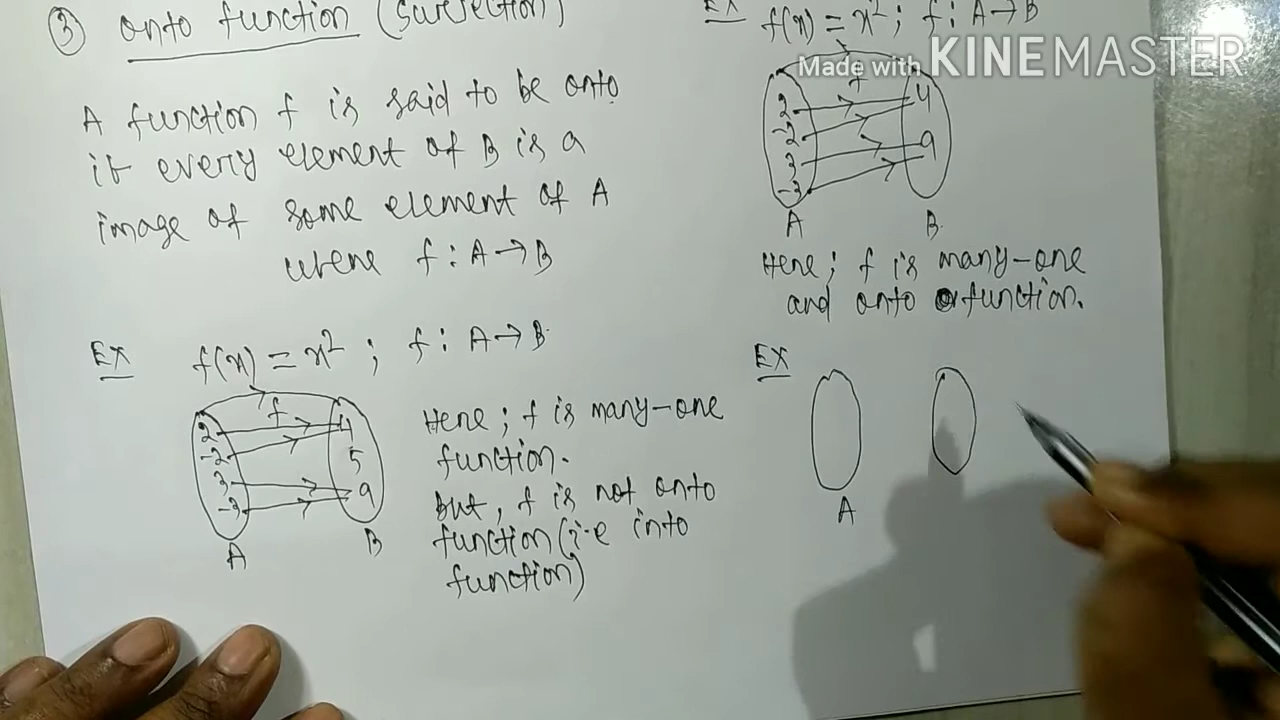 ③ onto function (Surjection)
A function f is said to be onto
if every element of B is a
image of some element of A
where f : A → B
EX f(x) = x² ; f : A → B
f
2
-2
3
-3
4
5
9
A
B
Here ; f is many-one
function.
But, f is not onto
function (i.e into
function)
EX f(x) = x² ; f : A → B
Made with KINEMASTER
f
2
-2
3
-3
4
9
A
B
Here ; f is many-one
and onto function.
EX
A